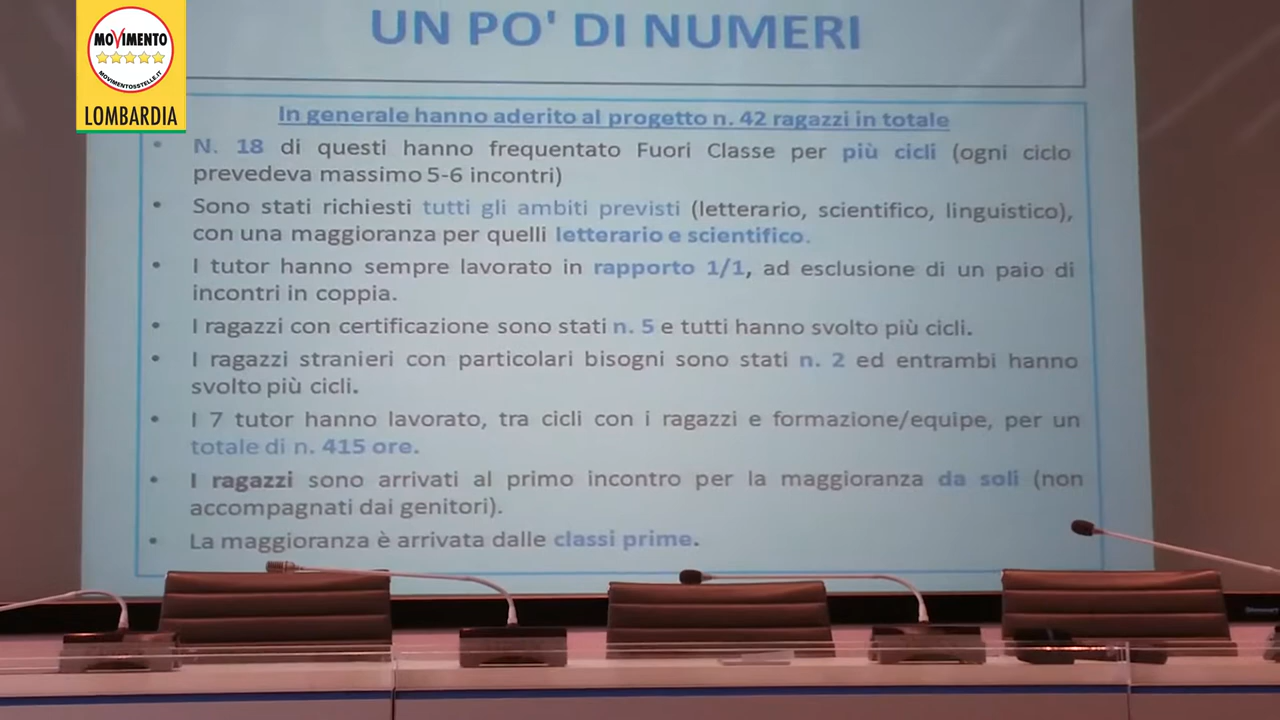 MOVIMENTO
MOVIMENTO5STELLE.IT
LOMBARDIA
UN PO' DI NUMERI
In generale hanno aderito al progetto n. 42 ragazzi in totale
• N. 18 di questi hanno frequentato Fuori Classe per più cicli (ogni ciclo
prevedeva massimo 5-6 incontri)
• Sono stati richiesti tutti gli ambiti previsti (letterario, scientifico, linguistico),
con una maggioranza per quelli letterario e scientifico.
• I tutor hanno sempre lavorato in rapporto 1/1, ad esclusione di un paio di
incontri in coppia.
• I ragazzi con certificazione sono stati n. 5 e tutti hanno svolto più cicli.
• I ragazzi stranieri con particolari bisogni sono stati n. 2 ed entrambi hanno
svolto più cicli.
• I 7 tutor hanno lavorato, tra cicli con i ragazzi e formazione/equipe, per un
totale di n. 415 ore.
• I ragazzi sono arrivati al primo incontro per la maggioranza da soli (non
accompagnati dai genitori).
• La maggioranza è arrivata dalle classi prime.